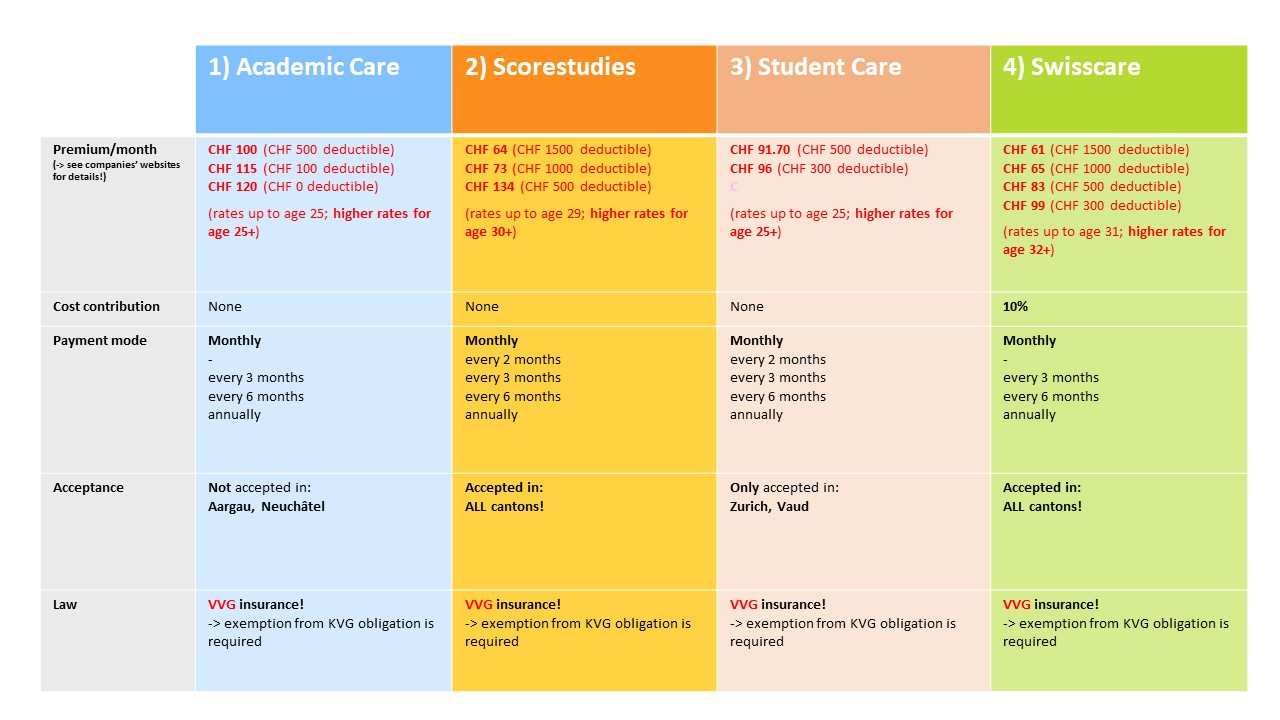 1) Academic Care
2) Scorestudies
3) Student Care
4) Swisscare
Premium/month
(-> see companies' websites
for details!)
CHF 100 (CHF 500 deductible)
CHF 115 (CHF 100 deductible)
CHF 120 (CHF 0 deductible)
(rates up to age 25; higher rates for
age 25+)
CHF 64 (CHF 1500 deductible)
CHF 73 (CHF 1000 deductible)
CHF 134 (CHF 500 deductible)
(rates up to age 29; higher rates for
age 30+)
CHF 91.70 (CHF 500 deductible)
CHF 96 (CHF 300 deductible)
C
(rates up to age 25; higher rates for
age 25+)
CHF 61 (CHF 1500 deductible)
CHF 65 (CHF 1000 deductible)
CHF 83 (CHF 500 deductible)
CHF 99 (CHF 300 deductible)
(rates up to age 31; higher rates for
age 32+)
Cost contribution
None
None
None
10%
Payment mode
Monthly
-
every 3 months
every 6 months
annually
Monthly
every 2 months
every 3 months
every 6 months
annually
Monthly
every 2 months
every 3 months
every 6 months
annually
Monthly
-
every 3 months
every 6 months
annually
Acceptance
Not accepted in:
Aargau, Neuchâtel
Accepted in:
ALL cantons!
Only accepted in:
Zurich, Vaud
Accepted in:
ALL cantons!
Law
VVG insurance!
-> exemption from KVG obligation is
required
VVG insurance!
-> exemption from KVG obligation is
required
VVG insurance!
-> exemption from KVG obligation is
required
VVG insurance!
-> exemption from KVG obligation is
required